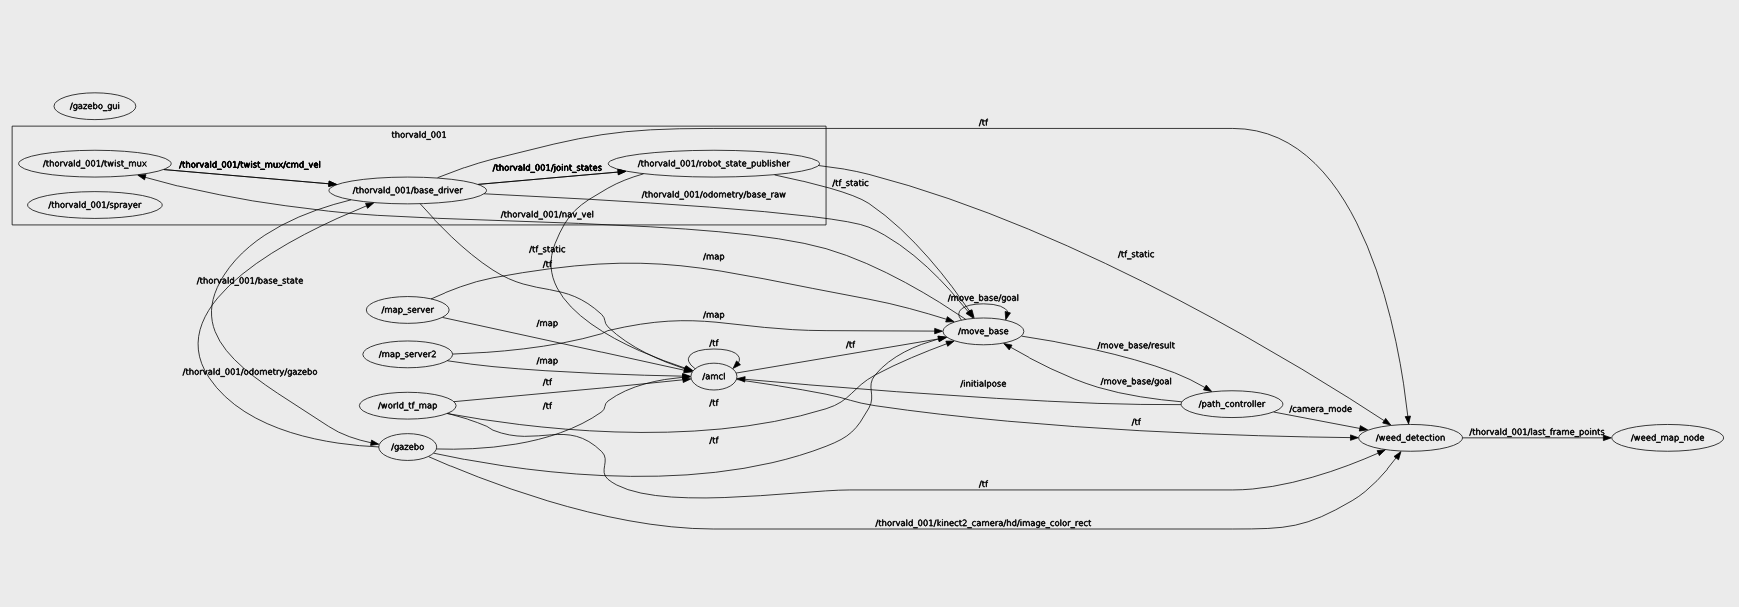 /tf
/gazebo_gui
thorvald_001
/thorvald_001/twist_mux
/thorvald_001/twist_mux/cmd_vel
/thorvald_001/joint_states
/thorvald_001/robot_state_publisher
/tf_static
/thorvald_001/base_driver
/thorvald_001/odometry/base_raw
/thorvald_001/sprayer
/thorvald_001/nav_vel
/tf_static
/tf_static
/map
/tf
/thorvald_001/base_state
/move_base/goal
/map_server
/map
/map
/move_base
/tf
/tf
/move_base/result
/map_server2
/map
/amcl
/tf
/initialpose
/move_base/goal
/thorvald_001/odometry/gazebo
/world_tf_map
/tf
/tf
/path_controller
/camera_mode
/tf
/thorvald_001/last_frame_points
/weed_detection
/weed_map_node
/gazebo
/tf
/tf
/thorvald_001/kinect2_camera/hd/image_color_rect